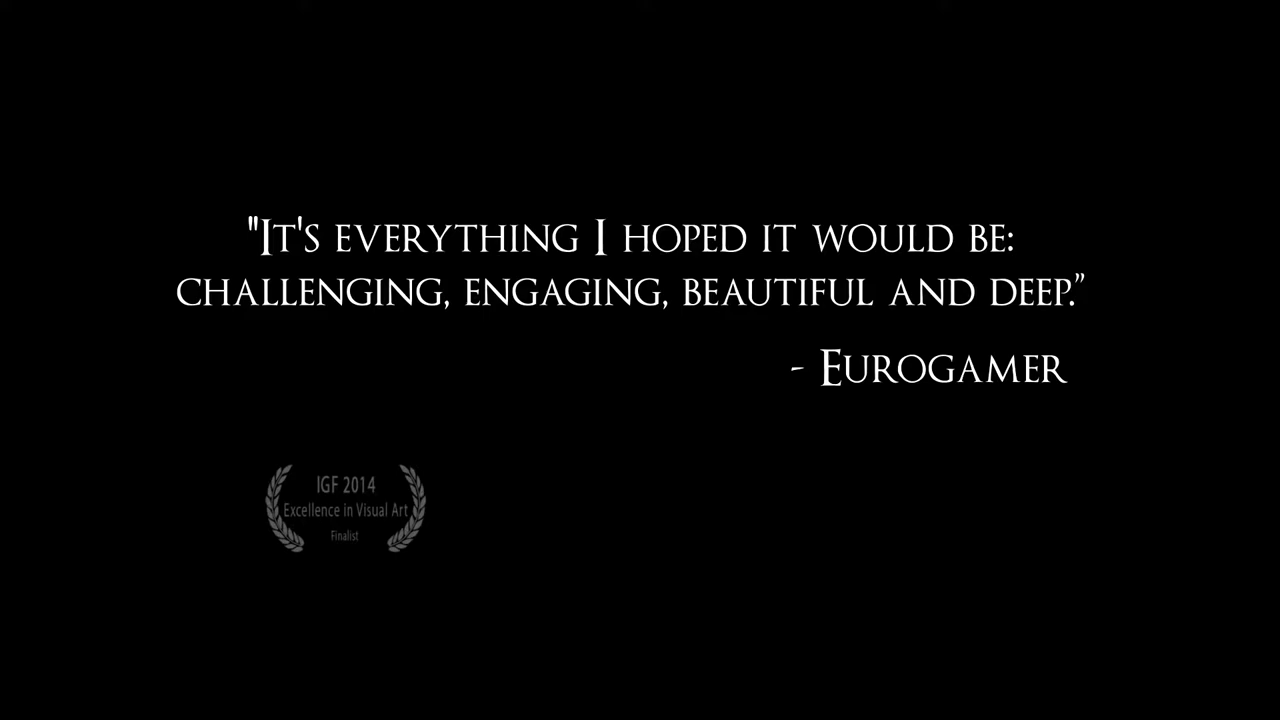 "It's everything I hoped it would be:
challenging, engaging, beautiful and deep.”
- Eurogamer
IGF 2014
Excellence in Visual Art
Finalist